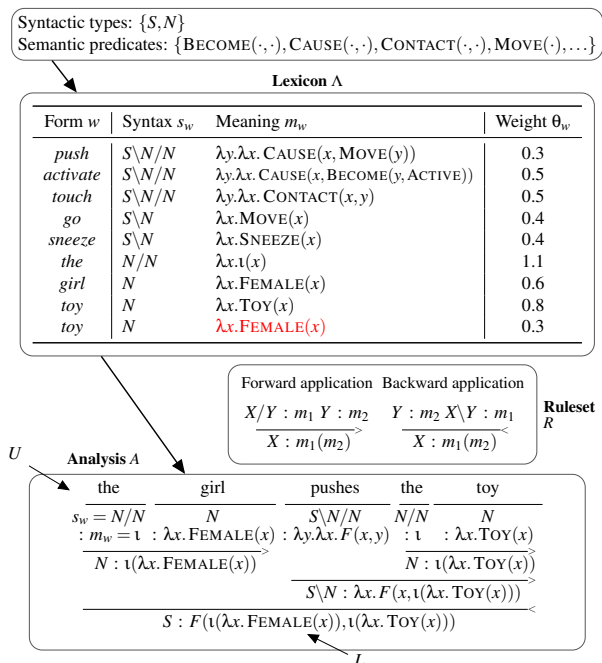 Syntactic types: {S,N}
Semantic predicates: {BECOME(·,·),CAUSE(·,·),CONTACT(·,·),MOVE(·),...}
Lexicon Λ
Form w Syntax s_w Meaning m_w Weight θ_w
push S\N/N λy.λx.CAUSE(x,MOVE(y)) 0.3
activate S\N/N λy.λx.CAUSE(x,BECOME(y,ACTIVE)) 0.5
touch S\N/N λy.λx.CONTACT(x,y) 0.5
go S\N λx.MOVE(x) 0.4
sneeze S\N λx.SNEEZE(x) 0.4
the N/N λx.ι(x) 1.1
girl N λx.FEMALE(x) 0.6
toy N λx.TOY(x) 0.8
toy N λx.FEMALE(x) 0.3
Forward application Backward application
X/Y : m₁ Y : m₂ Y : m₂ X\Y : m₁
> <
X : m₁(m₂) X : m₁(m₂)
Ruleset
R
U
Analysis A
the girl pushes the toy
s_w = N/N N S\N/N N/N N
: m_w = ι : λx.FEMALE(x) : λy.λx.F(x,y) : ι : λx.TOY(x)
> >
N : ι(λx.FEMALE(x)) N : ι(λx.TOY(x))
>
S\N : λx.F(x,ι(λx.TOY(x)))
<
S : F(ι(λx.FEMALE(x)),ι(λx.TOY(x)))